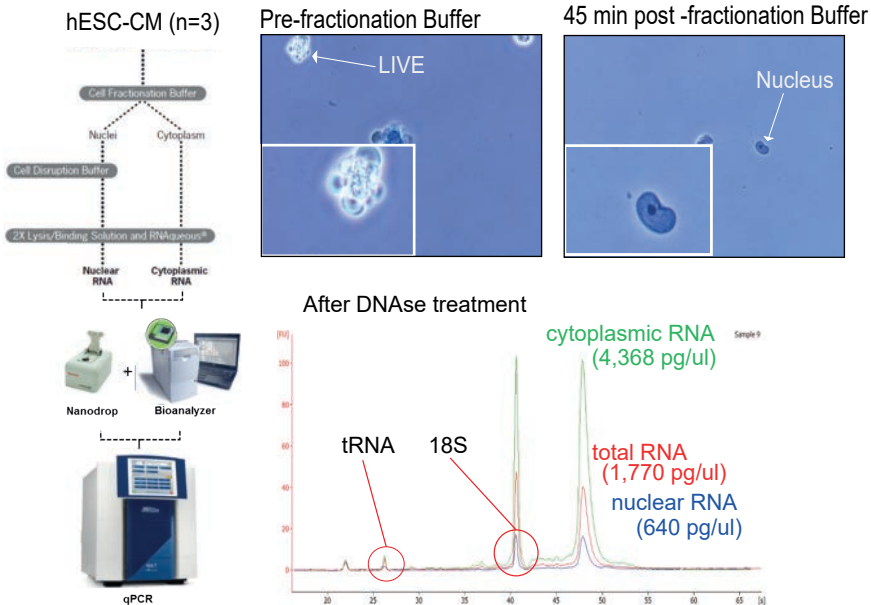 hESC-CM (n=3)
Cell Fractionation Buffer
Nuclei
Cytoplasm
Cell Disruption Buffer
2X Lysis/Binding Solution and RNAqueous®
Nuclear
RNA
Cytoplasmic
RNA
+
Nanodrop
Bioanalyzer
qPCR
Pre-fractionation Buffer
LIVE
45 min post -fractionation Buffer
Nucleus
After DNAse treatment
[FU]
Sample 9
cytoplasmic RNA
(4,368 pg/ul)
total RNA
(1,770 pg/ul)
nuclear RNA
(640 pg/ul)
tRNA
18S
100
80
60
40
20
0
20
25
30
35
40
45
50
55
60
65
[s]